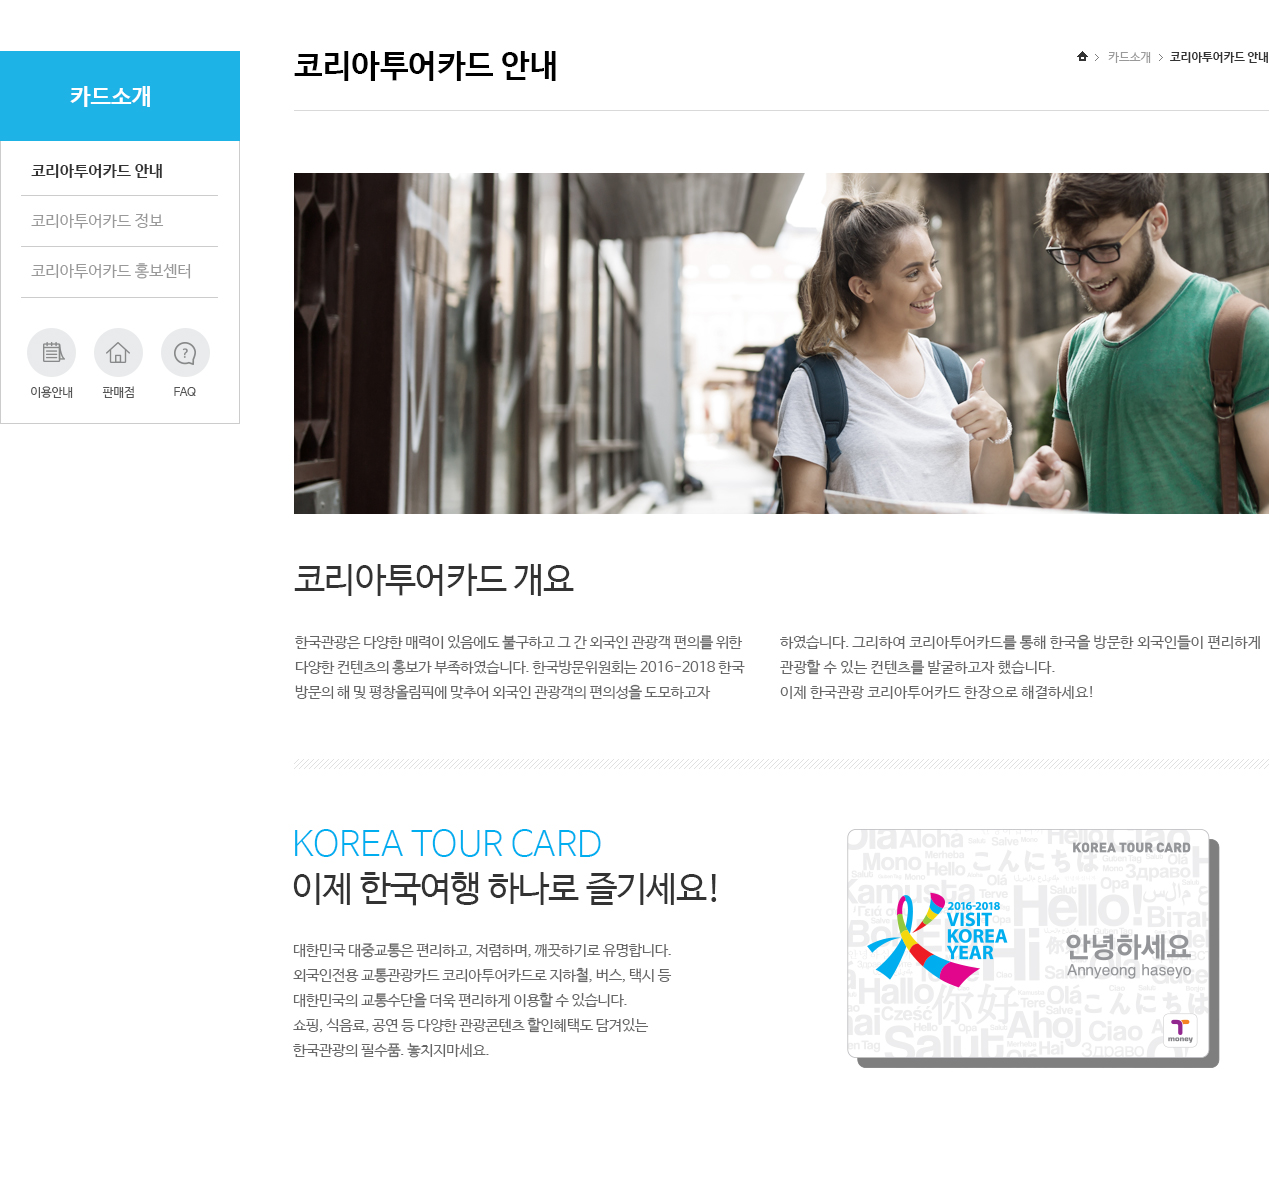 카드소개
코리아투어카드 안내
코리아투어카드 정보
코리아투어카드 홍보센터
이용안내 판매점 FAQ
코리아투어카드 안내
카드소개 코리아투어카드 안내
코리아투어카드 개요
한국관광은 다양한 매력이 있음에도 불구하고 그 간 외국인 관광객 편의를 위한
다양한 컨텐츠의 홍보가 부족하였습니다. 한국방문위원회는 2016-2018 한국
방문의 해 및 평창올림픽에 맞추어 외국인 관광객의 편의성을 도모하고자
하였습니다. 그리하여 코리아투어카드를 통해 한국을 방문한 외국인들이 편리하게
관광할 수 있는 컨텐츠를 발굴하고자 했습니다.
이제 한국관광 코리아투어카드 한장으로 해결하세요!
KOREA TOUR CARD
이제 한국여행 하나로 즐기세요!
대한민국 대중교통은 편리하고, 저렴하며, 깨끗하기로 유명합니다.
외국인전용 교통관광카드 코리아투어카드로 지하철, 버스, 택시 등
대한민국의 교통수단을 더욱 편리하게 이용할 수 있습니다.
쇼핑, 식음료, 공연 등 다양한 관광콘텐츠 할인혜택도 담겨있는
한국관광의 필수품. 놓치지마세요.
KOREA TOUR CARD
2016-2018
VISIT
KOREA
YEAR
안녕하세요
Annyeong haseyo
T
money